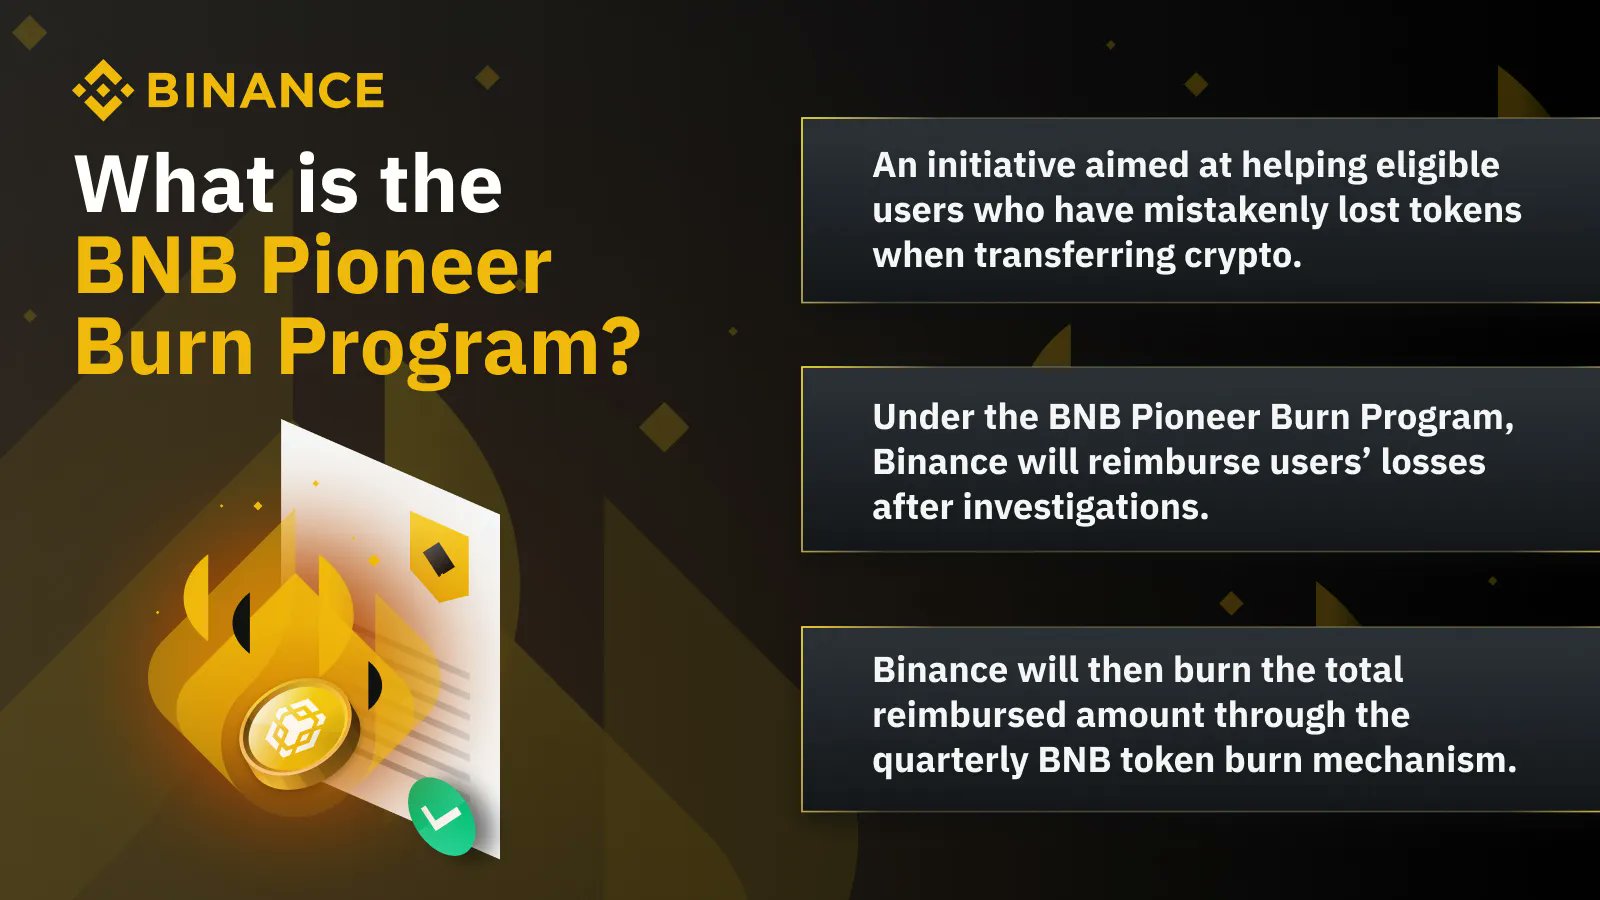 BINANCE
What is the
BNB Pioneer
Burn Program?
An initiative aimed at helping eligible
users who have mistakenly lost tokens
when transferring crypto.
Under the BNB Pioneer Burn Program,
Binance will reimburse users’ losses
after investigations.
Binance will then burn the total
reimbursed amount through the
quarterly BNB token burn mechanism.